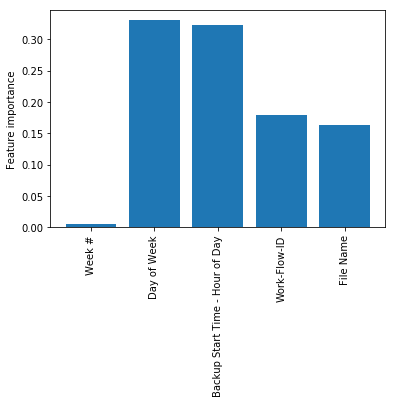 Feature importance
0.30
0.25
0.20
0.15
0.10
0.05
0.00
Week #
Day of Week
Backup Start Time - Hour of Day
Work-Flow-ID
File Name